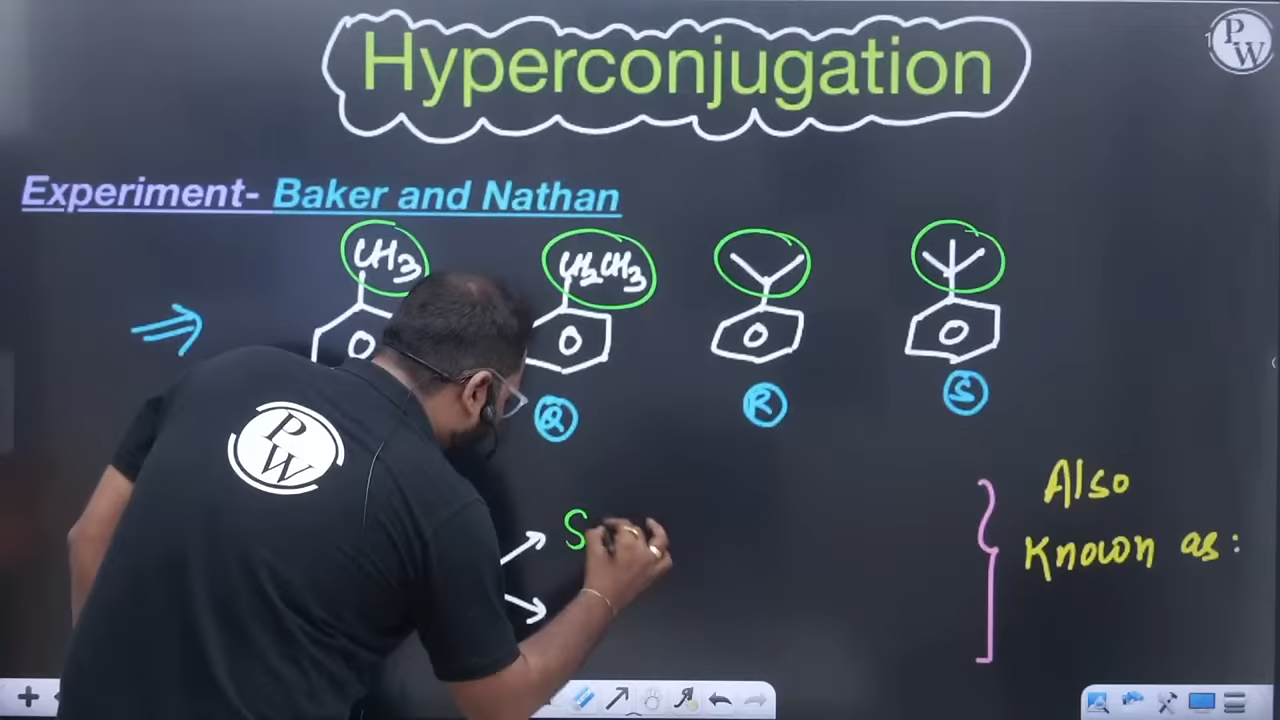 Hyperconjugation
PW
Experiment- Baker and Nathan
CH3
CH2CH3
Q
R
S
S
Also
Known as:
PW